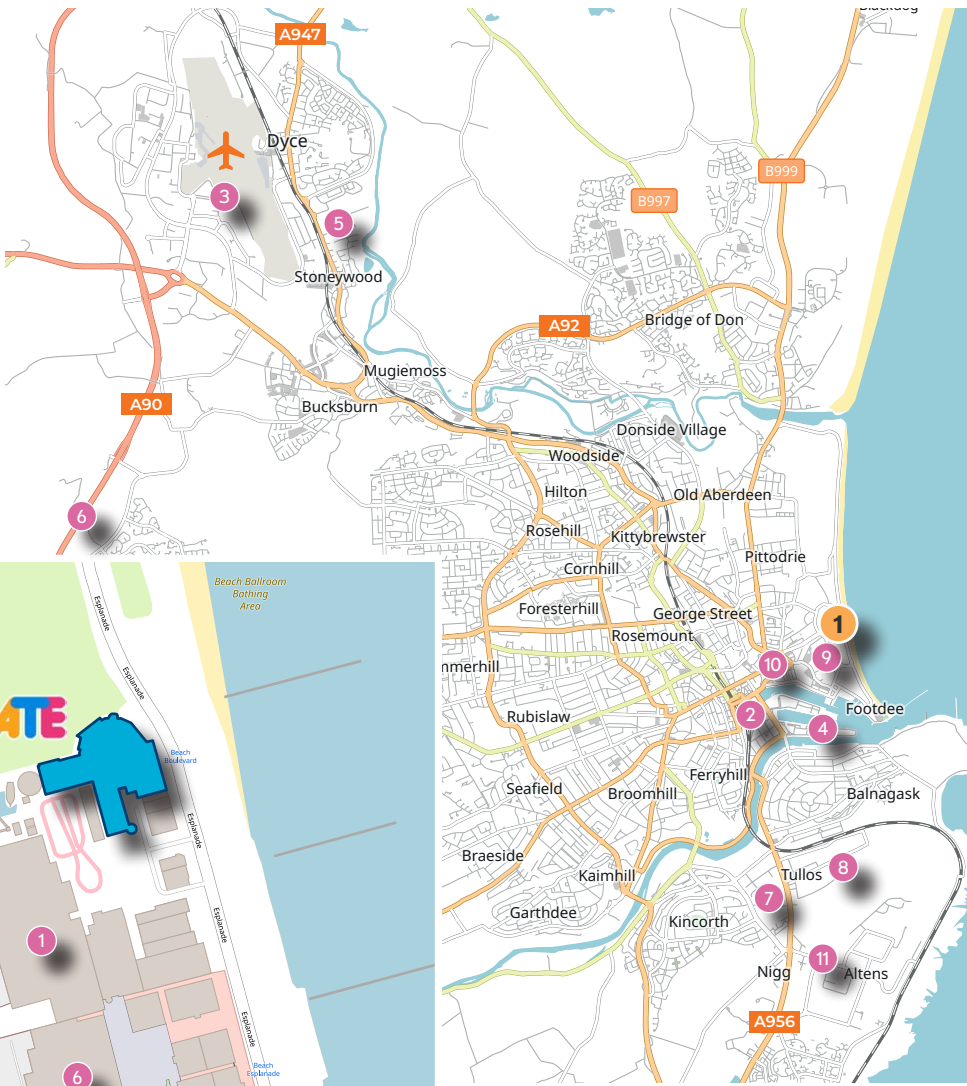 Blackdog
A947
Dyce
B999
3
B997
5
Stoneywood
Bridge of Don
A92
Mugiemoss
A90
Bucksburn
Donside Village
Woodside
Hilton
Old Aberdeen
6
Rosehill
Kittybrewster
Pittodrie
Cornhill
Foresterhill
George Street
1
Rosemount
9
10
mmerhill
2
Footdee
Rubislaw
4
Ferryhill
Seafield
Broomhill
Balnagask
Braeside
Tullos
8
Kaimhill
7
Garthdee
Kincorth
11
Nigg
Altens
A956
Beach Ballroom
Bathing
Area
Esplanade
Esplanade
ATE
Beach
Boulevard
Esplanade
Esplanade
1
Esplanade
Beach
Esplanade
6